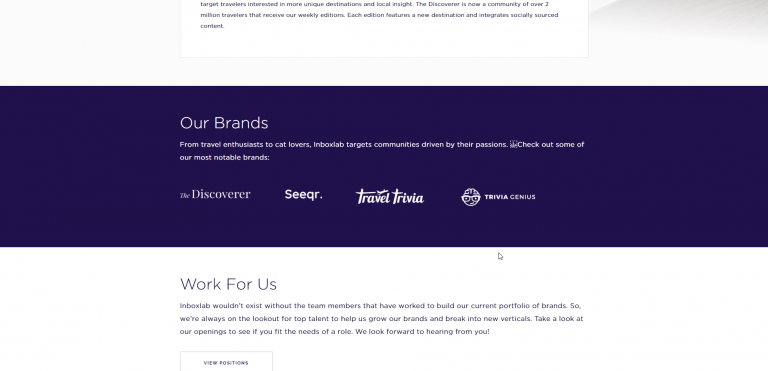 target travelers interested in more unique destinations and local insight. The Discoverer is now a community of over 2
million travelers that receive our weekly editions. Each edition features a new destination and integrates socially sourced
content.
Our Brands
From travel enthusiasts to cat lovers, Inboxlab targets communities driven by their passions. Check out some of
our most notable brands:
The Discoverer
Seeqr.
Travel Trivia
TRIVIA GENIUS
Work For Us
Inboxlab wouldn't exist without the team members that have worked to build our current portfolio of brands. So,
we're always on the lookout for top talent to help us grow our brands and break into new verticals. Take a look at
our openings to see if you fit the needs of a role. We look forward to hearing from you!
VIEW POSITIONS